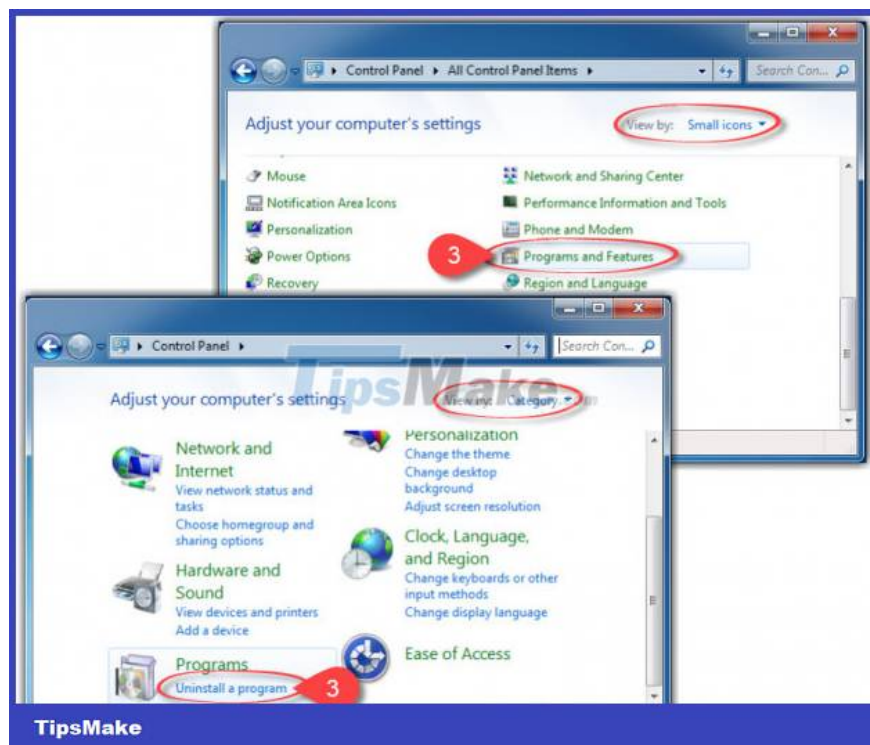 Control Panel ▸ All Control Panel Items ▸
Search Con...
Adjust your computer's settings
View by: Small icons
Mouse
Network and Sharing Center
Notification Area Icons
Performance Information and Tools
Personalization
Phone and Modem
Power Options
3
Programs and Features
Recovery
Region and Language
Control Panel ▸
Search Con...
TipsMake
Adjust your computer's settings
View by: Category
Network and
Internet
View network status and
tasks
Choose homegroup and
sharing options
Hardware and
Sound
View devices and printers
Add a device
Programs
Uninstall a program
3
Personalization
Change the theme
Change desktop
background
Adjust screen resolution
Clock, Language,
and Region
Change keyboards or other
input methods
Change display language
Ease of Access
TipsMake